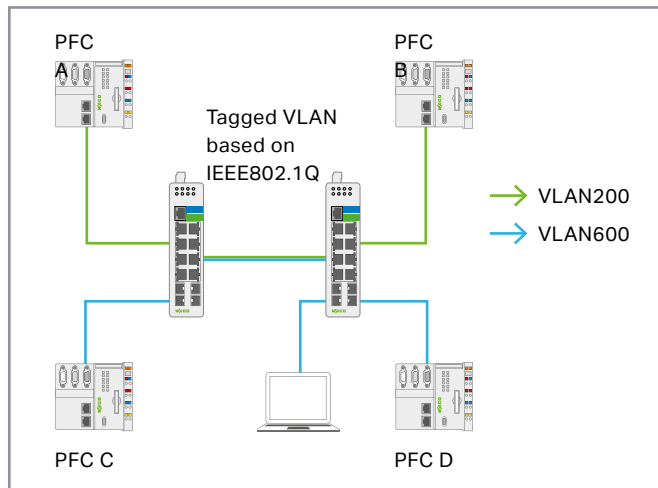 PFC
A
PFC
B
Tagged VLAN
based on
IEEE802.1Q
VLAN200
VLAN600
PFC C
PFC D